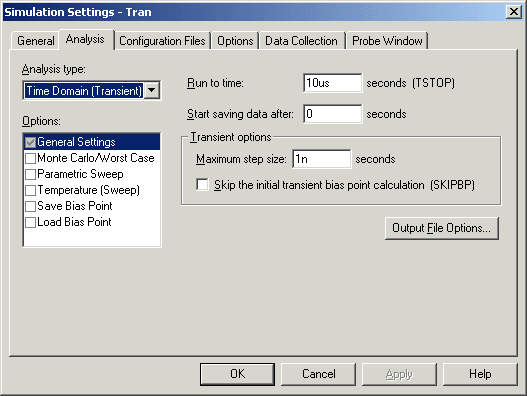 Simulation Settings - Tran
General Analysis Configuration Files Options Data Collection Probe Window
Analysis type:
Time Domain (Transient)
Options:
General Settings
Monte Carlo/Worst Case
Parametric Sweep
Temperature (Sweep)
Save Bias Point
Load Bias Point
Run to time: 10us seconds (TSTOP)
Start saving data after: 0 seconds
Transient options
Maximum step size: 1n seconds
Skip the initial transient bias point calculation (SKIPBP)
Output File Options...
OK Cancel Apply Help